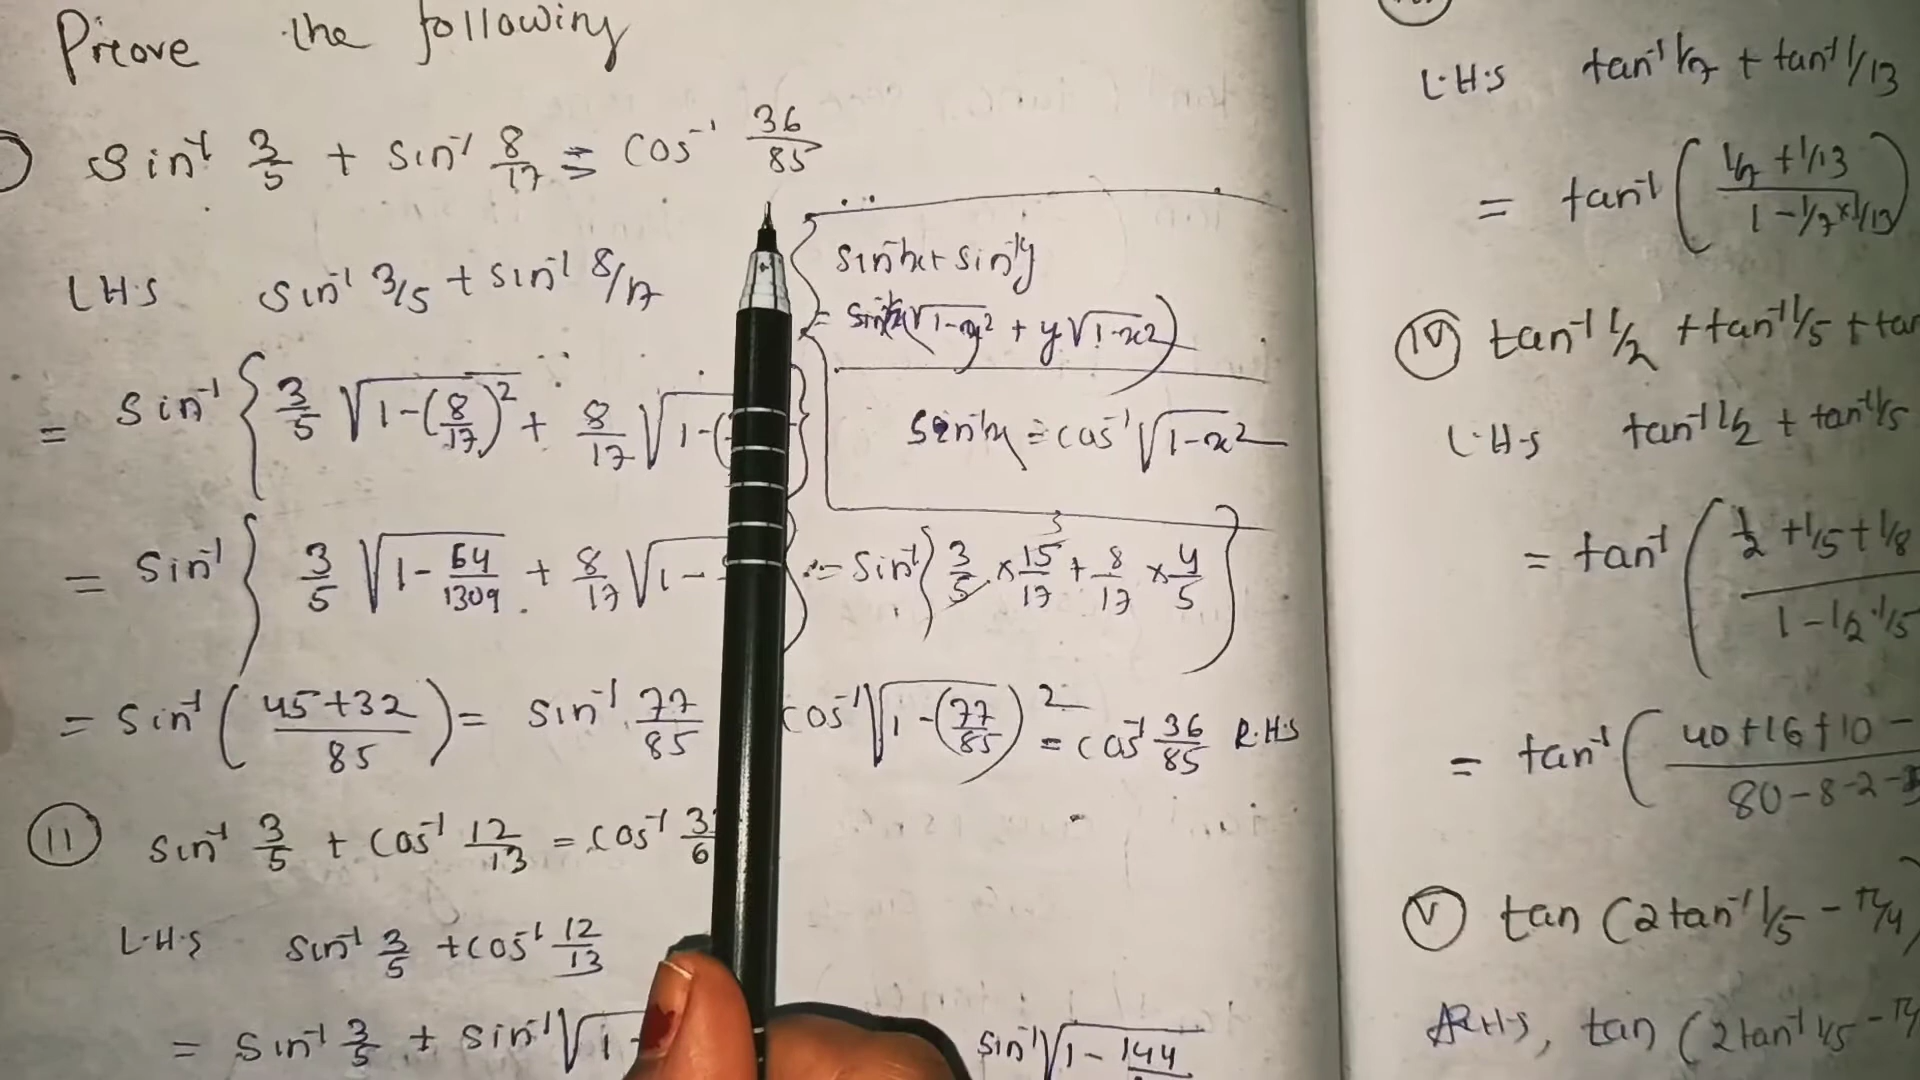 Prove the following
sin⁻¹ 3/5 + sin⁻¹ 8/17 = cos⁻¹ 36/85
L.H.S sin⁻¹ 3/5 + sin⁻¹ 8/17
sin⁻¹x + sin⁻¹y
= sin⁻¹(x√1-y² + y√1-x²)
sin⁻¹x = cos⁻¹ √1-x²
= sin⁻¹ { 3/5 √1-(8/17)² + 8/17 √1-( }
= sin⁻¹ { 3/5 √1- 64/1309 + 8/17 √1- } = sin⁻¹ { 3/5 × 15/17 + 8/17 × 4/5 }
= sin⁻¹ ( 45+32 / 85 ) = sin⁻¹ 77/85 cos⁻¹ √1-(77/85)² = cos⁻¹ 36/85 R.H.S
(11) sin⁻¹ 3/5 + cos⁻¹ 12/13 = cos⁻¹ 3 / 6
L.H.S sin⁻¹ 3/5 + cos⁻¹ 12/13
= sin⁻¹ 3/5 + sin⁻¹ √1- sin⁻¹ √1- 144
L.H.S tan⁻¹ 1/7 + tan⁻¹ 1/13
= tan⁻¹ ( 1/7 + 1/13 / 1 - 1/7 × 1/13 )
(IV) tan⁻¹ 1/2 + tan⁻¹ 1/5 + tan
L.H.S tan⁻¹ 1/2 + tan⁻¹ 1/5
= tan⁻¹ ( 1/2 + 1/5 + 1/8 / 1 - 1/2 · 1/5
= tan⁻¹ ( 40+16+10- / 80-8-2-
(V) tan (2tan⁻¹ 1/5 - π/4)
R.H.S, tan (2tan⁻¹ 1/5 - π